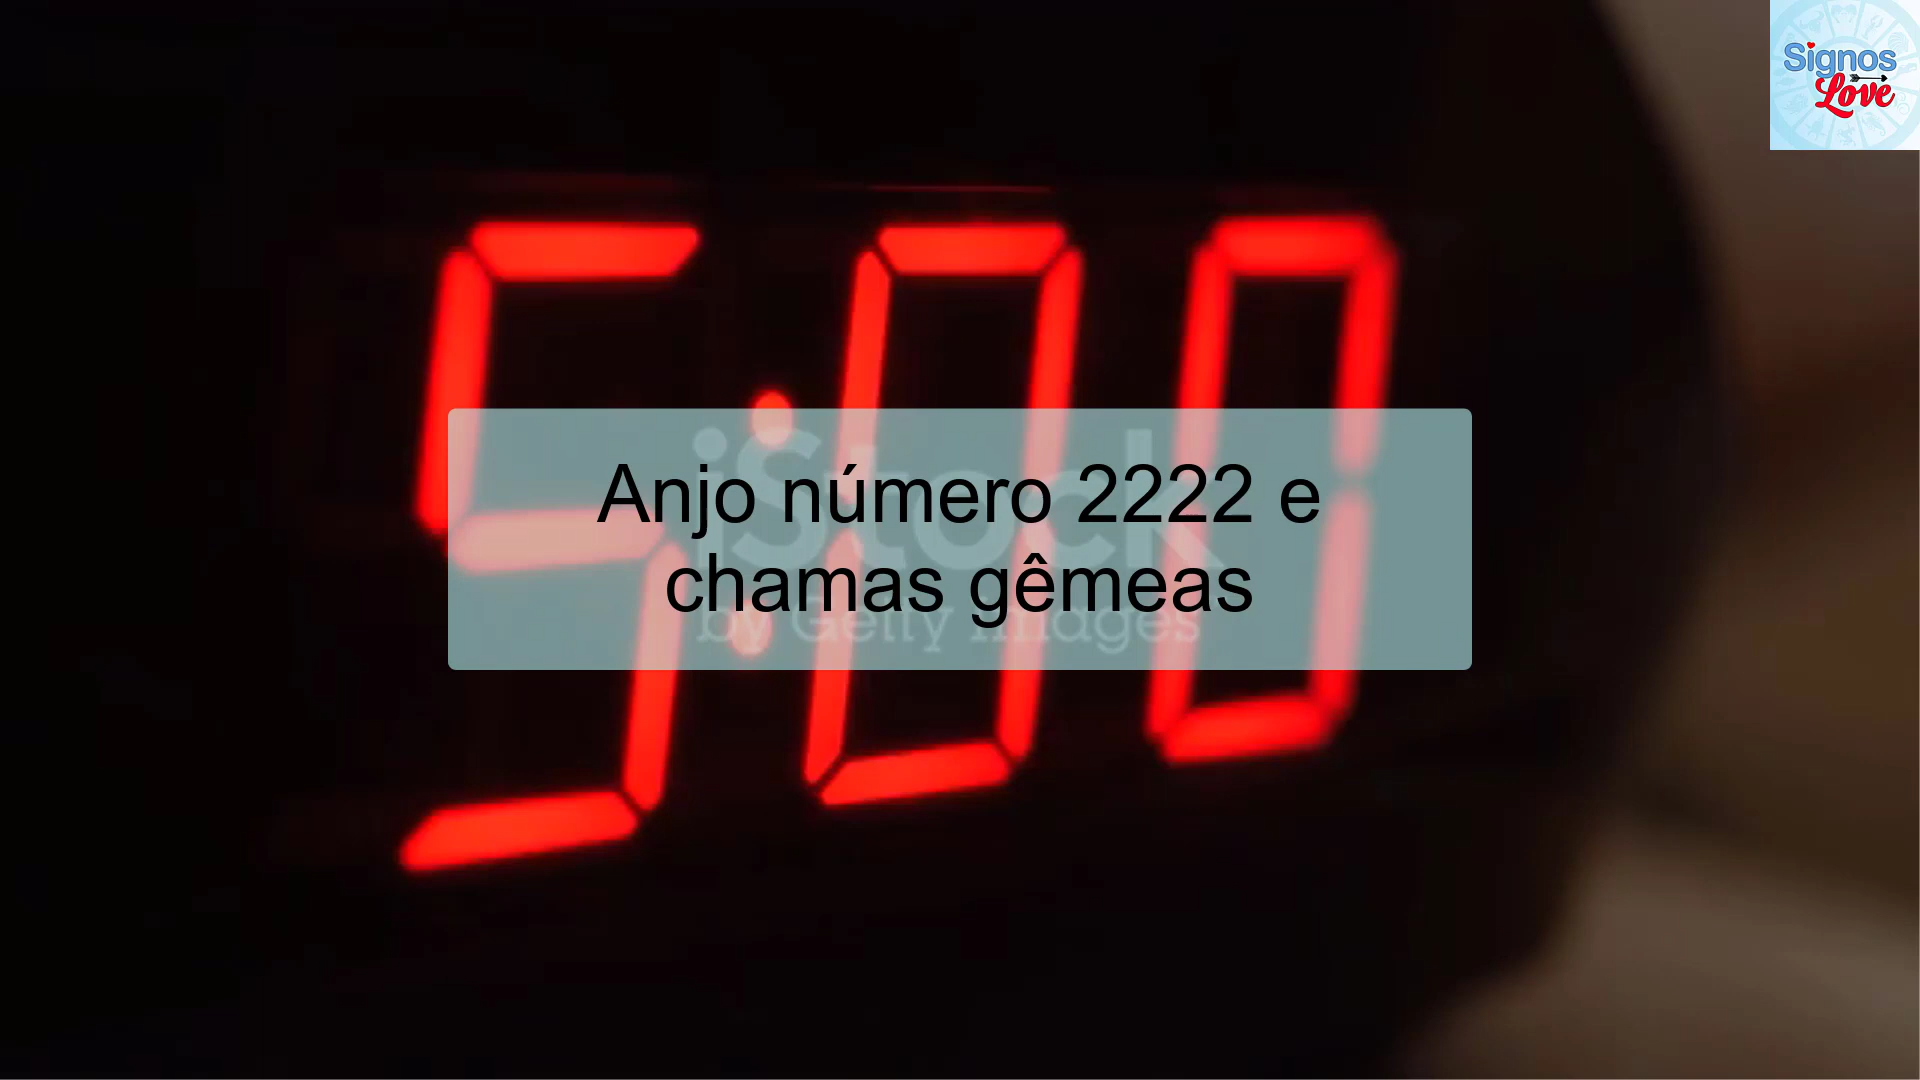 Signos
Love
5:00
iStock
Anjo número 2222 e
chamas gêmeas
by Getty Images